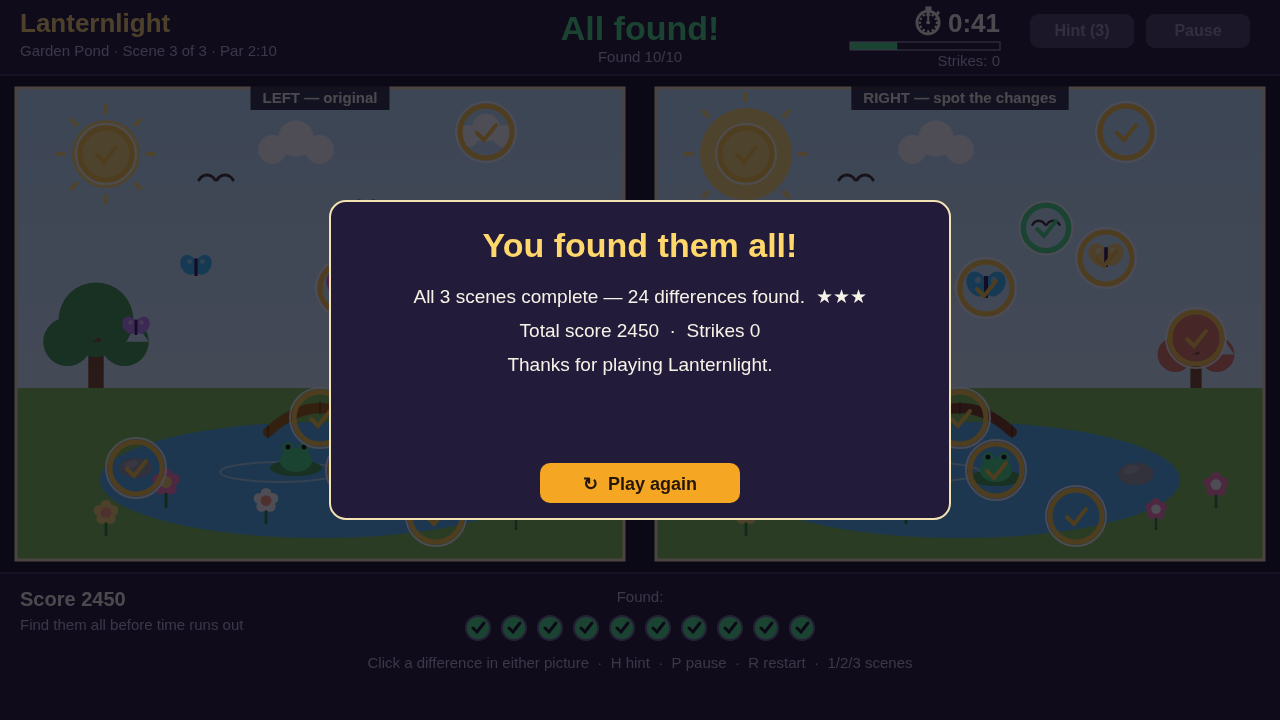 Lanternlight
Garden Pond · Scene 3 of 3 · Par 2:10
All found!
Found 10/10
0:41
Strikes: 0
Hint (3)
Pause
LEFT — original
RIGHT — spot the changes
You found them all!
All 3 scenes complete — 24 differences found. ★★★
Total score 2450 · Strikes 0
Thanks for playing Lanternlight.
↻ Play again
Score 2450
Find them all before time runs out
Found:
Click a difference in either picture · H hint · P pause · R restart · 1/2/3 scenes